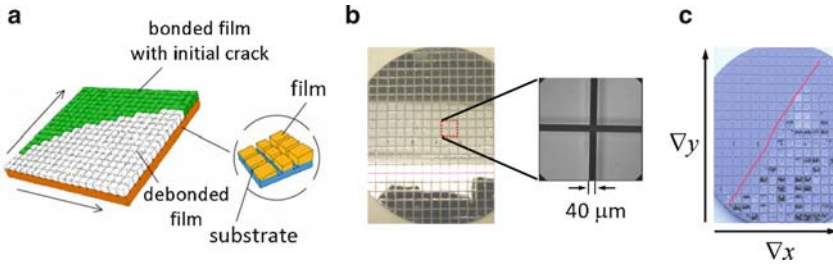 a
bonded film
with initial crack
film
debonded
film
substrate
b
40 μm
c
∇y
∇x